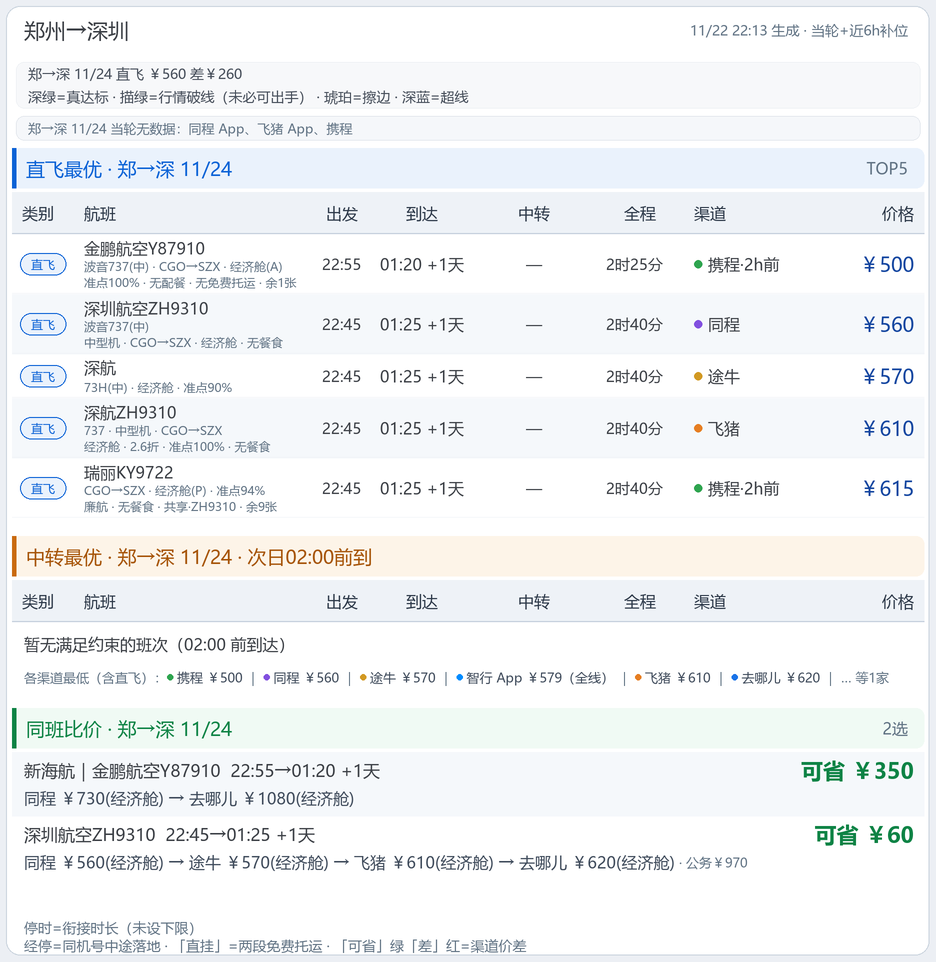 郑州→深圳
11/22 22:13 生成 · 当轮+近6h补位
郑→深 11/24 直飞 ¥560 差¥260
深绿=真达标 · 描绿=行情破线（未必可出手） · 琥珀=擦边 · 深蓝=超线
郑→深 11/24 当轮无数据：同程 App、飞猪 App、携程
直飞最优 · 郑→深 11/24 TOP5
类别 航班 出发 到达 中转 全程 渠道 价格
金鹏航空Y87910
波音737(中) · CGO→SZX · 经济舱(A)
直飞 22:55 01:20 +1天 — 2时25分 携程·2h前 ¥500
准点100% · 无配餐 · 无免费托运 · 余1张
深圳航空ZH9310
波音737(中)
直飞 22:45 01:25 +1天 — 2时40分 同程 ¥560
中型机 · CGO→SZX · 经济舱 · 无餐食
深航
直飞 22:45 01:25 +1天 — 2时40分 途牛 ¥570
73H(中) · 经济舱 · 准点90%
深航ZH9310
737 · 中型机 · CGO→SZX
直飞 22:45 01:25 +1天 — 2时40分 飞猪 ¥610
经济舱 · 2.6折 · 准点100% · 无餐食
瑞丽KY9722
CGO→SZX · 经济舱(P) · 准点94%
直飞 22:45 01:25 +1天 — 2时40分 携程·2h前 ¥615
廉航 · 无餐食 · 共享·ZH9310 · 余9张
中转最优 · 郑→深 11/24 · 次日02:00前到
类别 航班 出发 到达 中转 全程 渠道 价格
暂无满足约束的班次（02:00 前到达）
各渠道最低（含直飞）: 携程 ¥500 | 同程 ¥560 | 途牛 ¥570 | 智行 App ¥579（全线） | 飞猪 ¥610 | 去哪儿 ¥620 | … 等1家
同班比价 · 郑→深 11/24 2选
新海航 | 金鹏航空Y87910 22:55→01:20 +1天 可省 ¥350
同程 ¥730(经济舱) → 去哪儿 ¥1080(经济舱)
深圳航空ZH9310 22:45→01:25 +1天 可省 ¥60
同程 ¥560(经济舱) → 途牛 ¥570(经济舱) → 飞猪 ¥610(经济舱) → 去哪儿 ¥620(经济舱) · 公务¥970
停时=衔接时长（未设下限）
经停=同机号中途落地 · 「直挂」=两段免费托运 · 「可省」绿「差」红=渠道价差